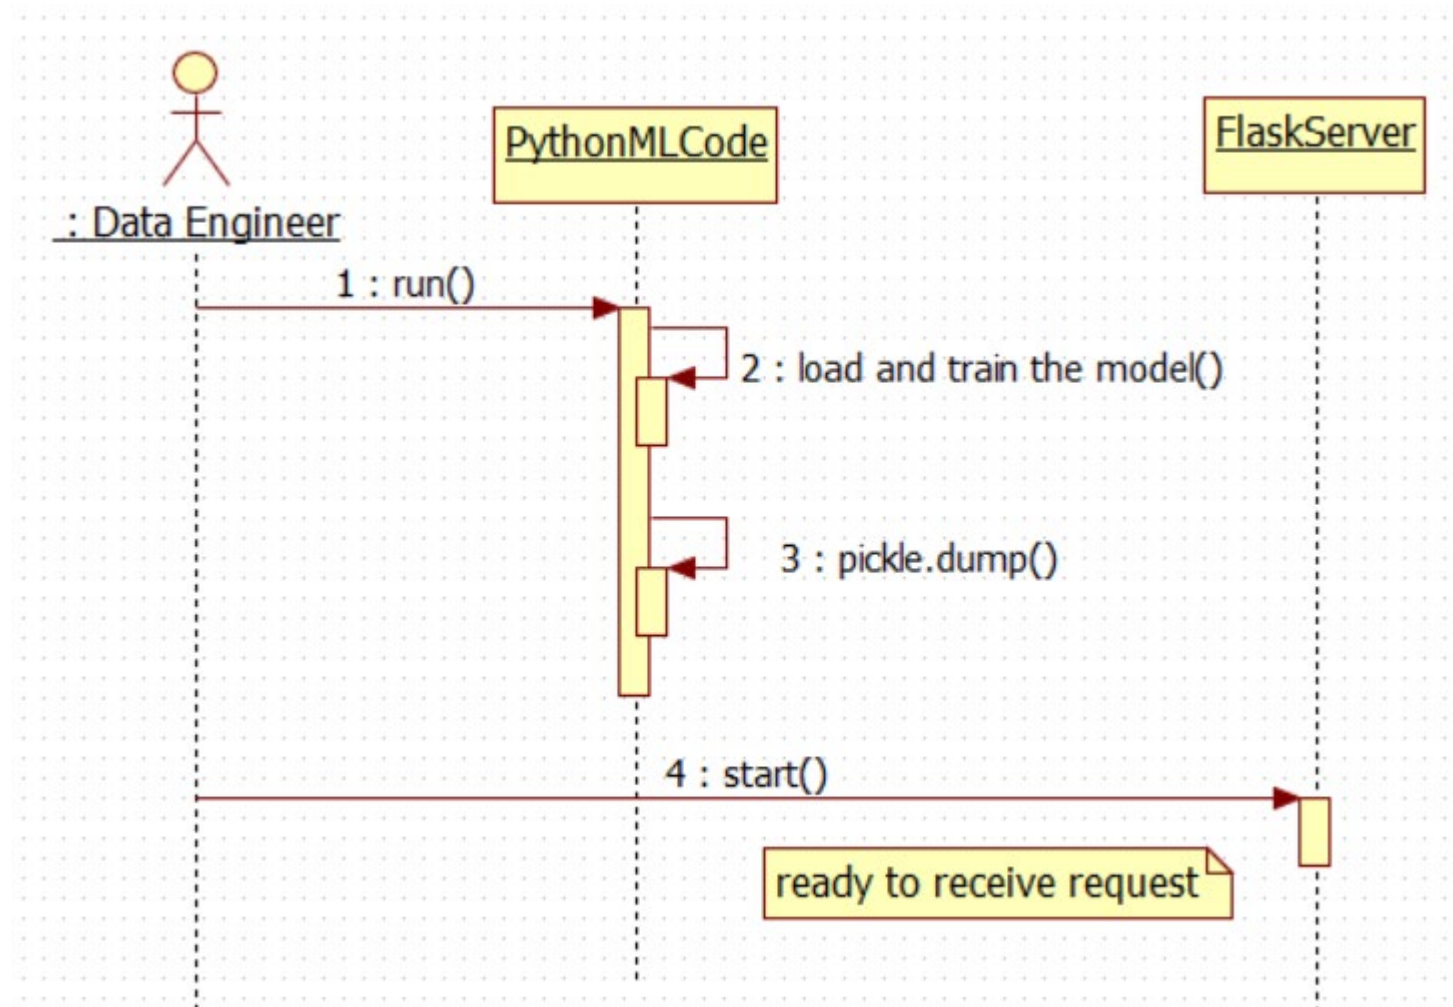 PythonMLCode
FlaskServer
: Data Engineer
1 : run()
2 : load and train the model()
3 : pickle.dump()
4 : start()
ready to receive request